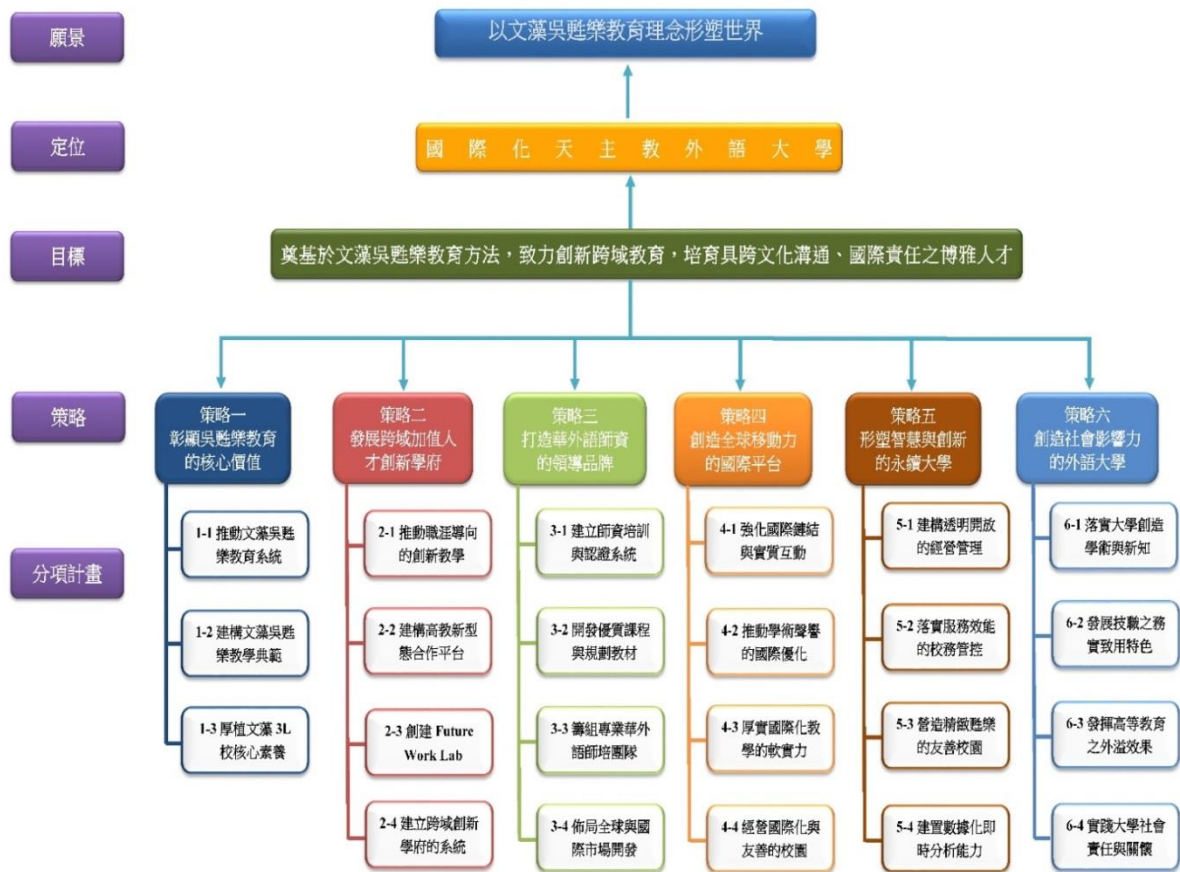 願景
以文藻吳甦樂教育理念形塑世界
定位
國際化天主教外語大學
目標
奠基於文藻吳甦樂教育方法，致力創新跨域教育，培育具跨文化溝通、國際責任之博雅人才
策略
策略一
彰顯吳甦樂教育
的核心價值
策略二
發展跨域加值人
才創新學府
策略三
打造華外語師資
的領導品牌
策略四
創造全球移動力
的國際平台
策略五
形塑智慧與創新
的永續大學
策略六
創造社會影響力
的外語大學
分項計畫
1-1 推動文藻吳甦
樂教育系統
1-2 建構文藻吳甦
樂教學典範
1-3 厚植文藻 3L
校核心素養
2-1 推動職涯導向
的創新教學
2-2 建構高教新型
態合作平台
2-3 創建 Future
Work Lab
2-4 建立跨域創新
學府的系統
3-1 建立師資培訓
與認證系統
3-2 開發優質課程
與規劃教材
3-3 籌組專業華外
語師培團隊
3-4 佈局全球與國
際市場開發
4-1 強化國際鏈結
與實質互動
4-2 推動學術聲譽
的國際優化
4-3 厚實國際化教
學的軟實力
4-4 經營國際化與
友善的校園
5-1 建構透明開放
的經營管理
5-2 落實服務效能
的校務管控
5-3 營造精緻甦樂
的友善校園
5-4 建置數據化即
時分析能力
6-1 落實大學創造
學術與新知
6-2 發展技職之務
實致用特色
6-3 發揮高等教育
之外溢效果
6-4 實踐大學社會
責任與關懷